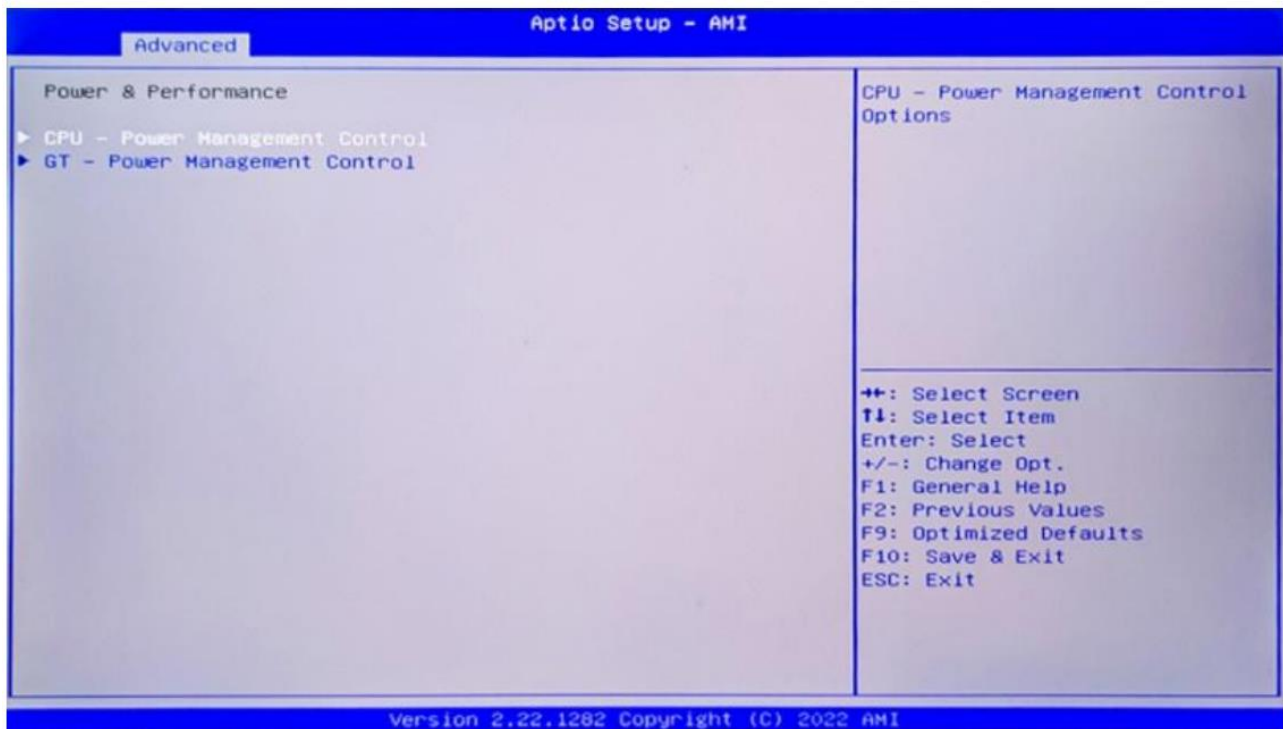 Aptio Setup - AMI
Advanced
Power & Performance
▶ CPU - Power Management Control
▶ GT - Power Management Control
CPU - Power Management Control
Options
→←: Select Screen
↑↓: Select Item
Enter: Select
+/-: Change Opt.
F1: General Help
F2: Previous Values
F9: Optimized Defaults
F10: Save & Exit
ESC: Exit
Version 2.22.1282 Copyright (C) 2022 AMI